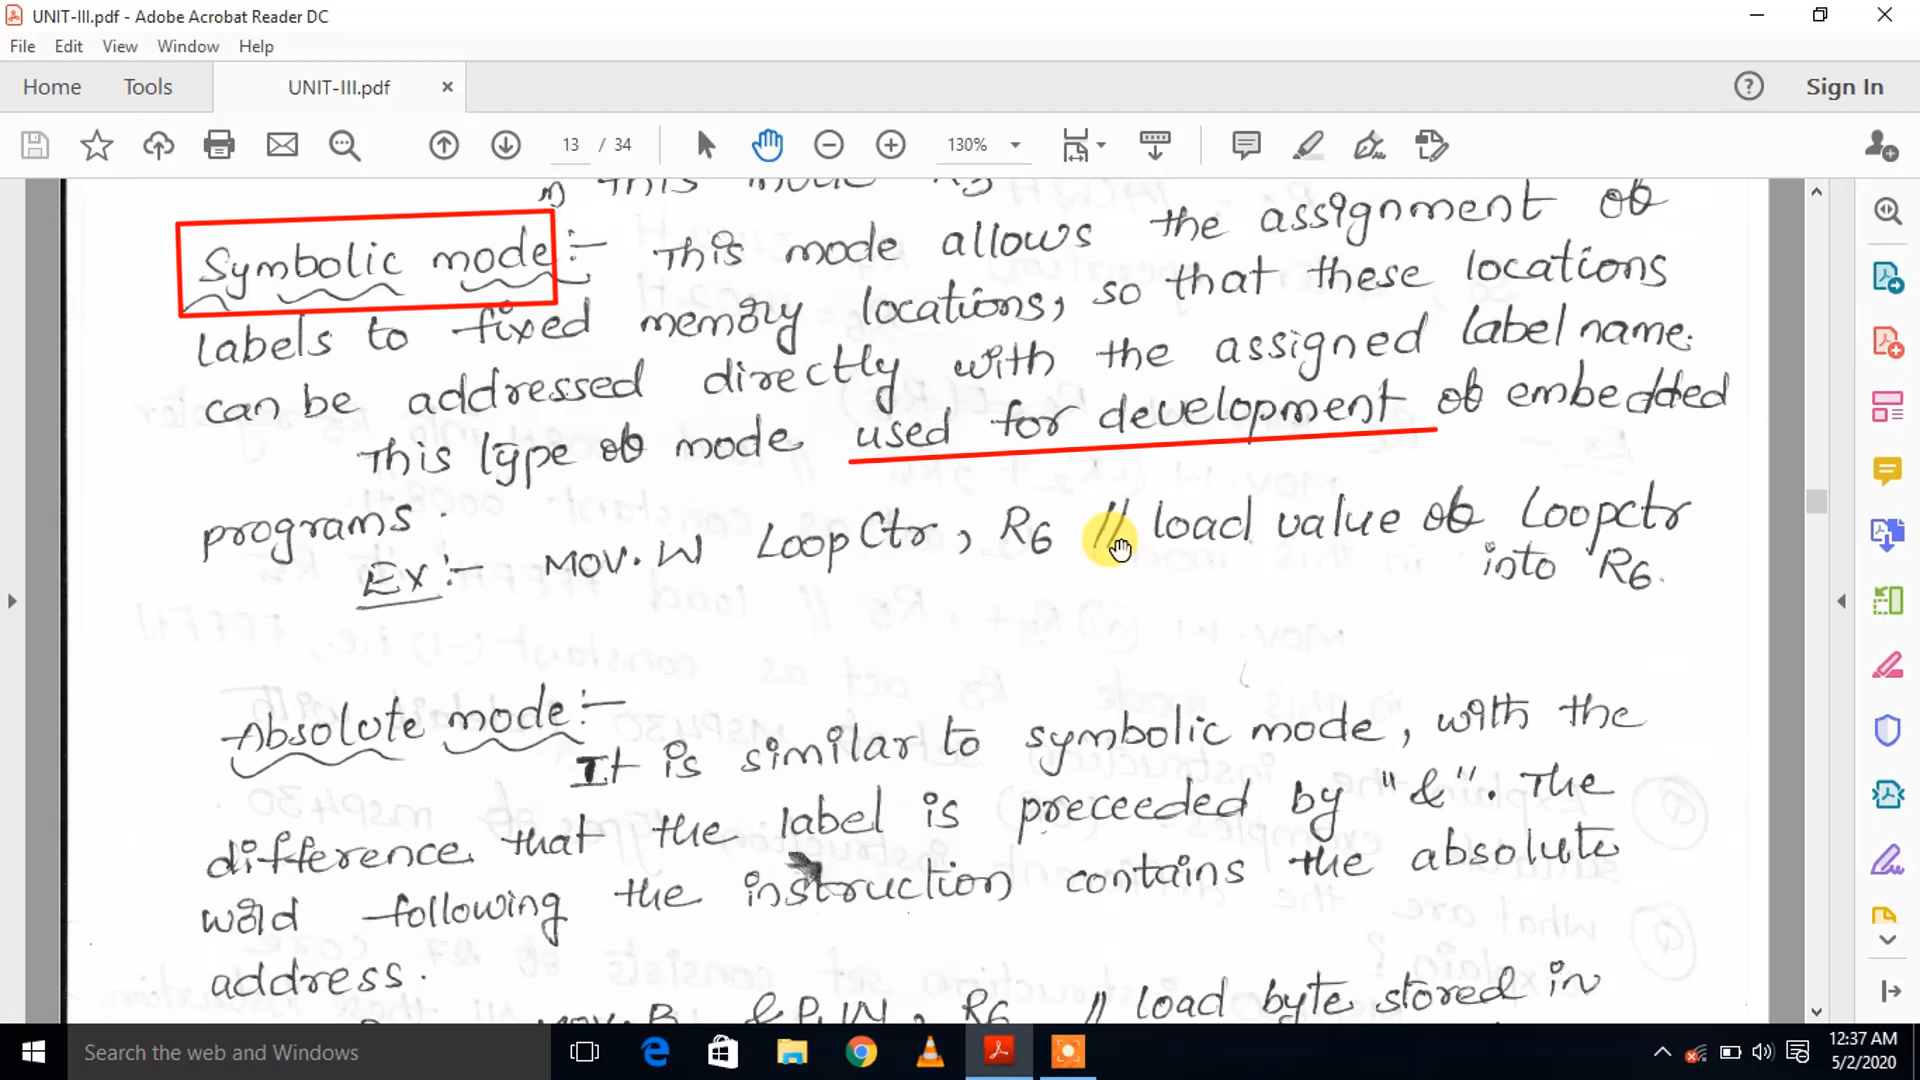 UNIT-III.pdf - Adobe Acrobat Reader DC
File Edit View Window Help
Home Tools UNIT-III.pdf × Sign In
13 / 34 130%
Symbolic mode :- This mode allows the assignment of
labels to fixed memory locations, so that these locations
can be addressed directly with the assigned label name.
This type of mode used for development of embedded
programs.
Ex :- MOV.W LoopCtr, R6 // load value of Loopctr
into R6.
Absolute mode :-
It is similar to symbolic mode, with the
difference that the label is preceeded by "&". The
word following the instruction contains the absolute
address.
MOV.B &P1IN, R6 // load byte stored in
Search the web and Windows
12:37 AM
5/2/2020